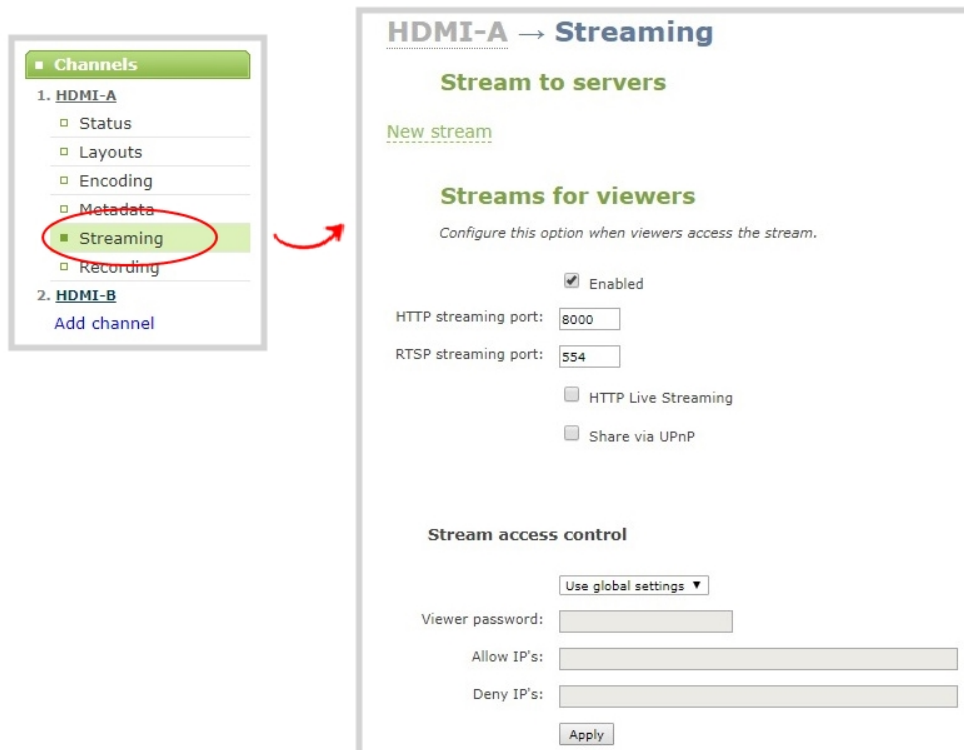 Channels
1. HDMI-A
Status
Layouts
Encoding
Metadata
Streaming
Recording
2. HDMI-B
Add channel
HDMI-A → Streaming
Stream to servers
New stream
Streams for viewers
Configure this option when viewers access the stream.
Enabled
HTTP streaming port: 8000
RTSP streaming port: 554
HTTP Live Streaming
Share via UPnP
Stream access control
Use global settings ▼
Viewer password:
Allow IP's:
Deny IP's:
Apply